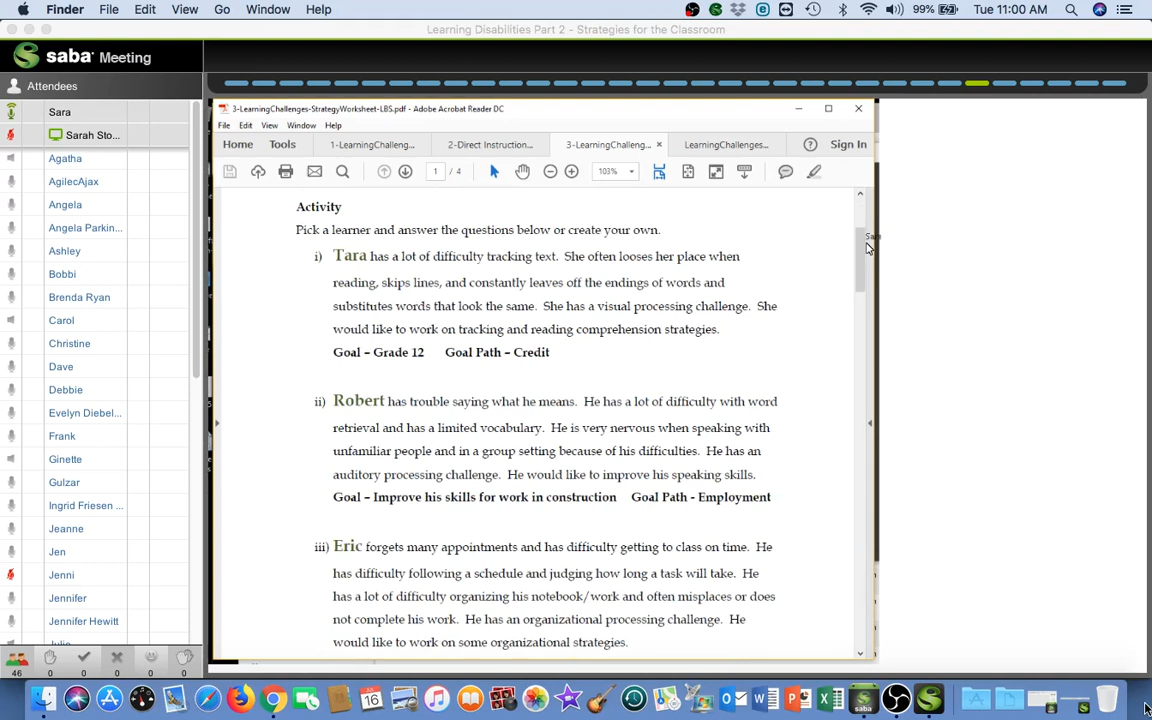 Finder File Edit View Go Window Help 99% Tue 11:00 AM
Learning Disabilities Part 2 - Strategies for the Classroom
saba Meeting
Attendees
Sara
Sarah Sto...
Agatha
AgilecAjax
Angela
Angela Parkin...
Ashley
Bobbi
Brenda Ryan
Carol
Christine
Dave
Debbie
Evelyn Diebel...
Frank
Ginette
Gulzar
Ingrid Friesen ...
Jeanne
Jen
Jenni
Jennifer
Jennifer Hewitt
46 0 0 0 0 0
3-LearningChallenges-StrategyWorksheet-LBS.pdf - Adobe Acrobat Reader DC
File Edit View Window Help
Home Tools 1-LearningChalleng... 2-Direct Instruction... 3-LearningChalleng... × LearningChallenges... Sign In
1 / 4 103%
Activity
Pick a learner and answer the questions below or create your own.
i) Tara has a lot of difficulty tracking text. She often looses her place when
reading, skips lines, and constantly leaves off the endings of words and
substitutes words that look the same. She has a visual processing challenge. She
would like to work on tracking and reading comprehension strategies.
Goal – Grade 12 Goal Path – Credit
ii) Robert has trouble saying what he means. He has a lot of difficulty with word
retrieval and has a limited vocabulary. He is very nervous when speaking with
unfamiliar people and in a group setting because of his difficulties. He has an
auditory processing challenge. He would like to improve his speaking skills.
Goal – Improve his skills for work in construction Goal Path - Employment
iii) Eric forgets many appointments and has difficulty getting to class on time. He
has difficulty following a schedule and judging how long a task will take. He
has a lot of difficulty organizing his notebook/work and often misplaces or does
not complete his work. He has an organizational processing challenge. He
would like to work on some organizational strategies.